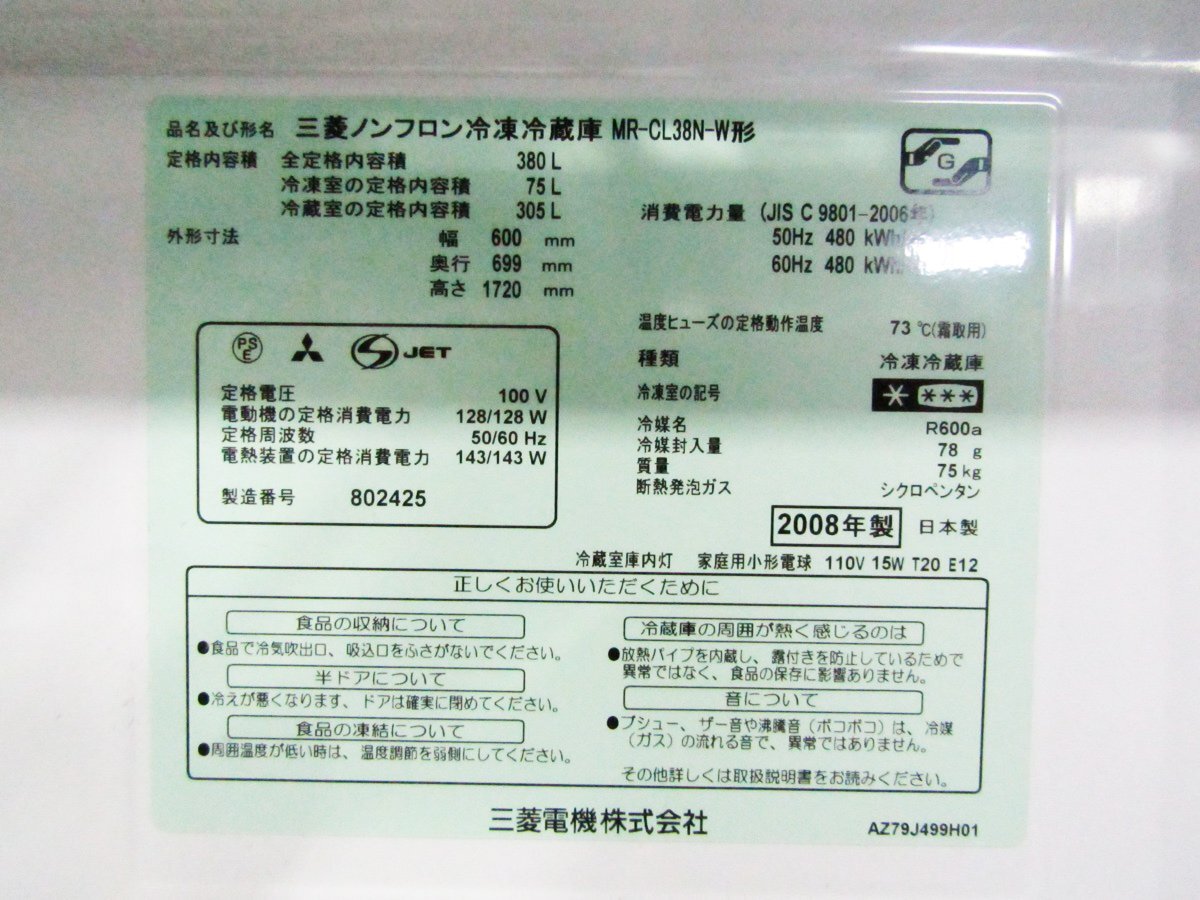 品名及び形名 三菱ノンフロン冷凍冷蔵庫 MR-CL38N-W形
定格内容積 全定格内容積 380 L
冷凍室の定格内容積 75 L
冷蔵室の定格内容積 305 L
外形寸法 幅 600 mm
奥行 699 mm
高さ 1720 mm
G
消費電力量 (JIS C 9801-2006年)
50Hz 480 kWh/
60Hz 480 kWh/
PS E JET
定格電圧 100 V
電動機の定格消費電力 128/128 W
定格周波数 50/60 Hz
電熱装置の定格消費電力 143/143 W
製造番号 802425
温度ヒューズの定格動作温度 73 ℃(霜取用)
種類 冷凍冷蔵庫
冷凍室の記号
冷媒名 R600a
冷媒封入量 78 g
質量 75 kg
断熱発泡ガス シクロペンタン
2008年製 日本製
冷蔵室庫内灯 家庭用小形電球 110V 15W T20 E12
正しくお使いいただくために
食品の収納について
●食品で冷気吹出口、吸込口をふさがないでください。
半ドアについて
●冷えが悪くなります、ドアは確実に閉めてください。
食品の凍結について
●周囲温度が低い時は、温度調節を弱側にしてください。
冷蔵庫の周囲が熱く感じるのは
●放熱パイプを内蔵し、露付きを防止しているためで
異常ではなく、食品の保存に影響ありません。
音について
●プシュー、ザー音や沸騰音(ポコポコ)は、冷媒
(ガス)の流れる音で、異常ではありません。
その他詳しくは取扱説明書をお読みください。
三菱電機株式会社
AZ79J499H01